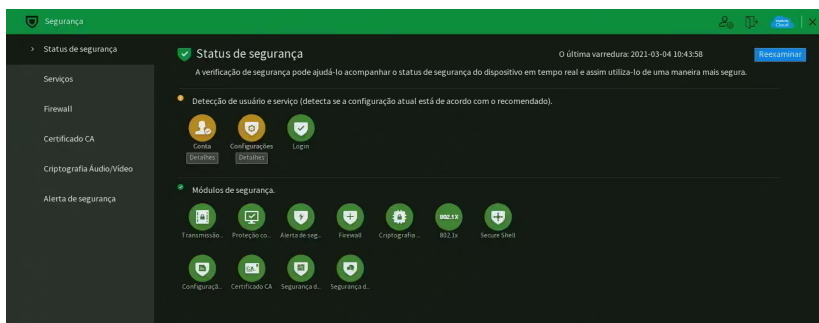 Segurança
Status de segurança
Serviços
Firewall
Certificado CA
Criptografia Áudio/Vídeo
Alerta de segurança
Status de segurança
O última varredura: 2021-03-04 10:43:58
Reexaminar
A verificação de segurança pode ajudá-lo acompanhar o status de segurança do dispositivo em tempo real e assim utiliza-lo de uma maneira mais segura.
Detecção de usuário e serviço (detecta se a configuração atual está de acordo com o recomendado).
Conta Configurações Login
Detalhes Detalhes
Módulos de segurança.
802.1X
Transmissão... Proteção co... Alerta de seg... Firewall Criptografia ... 802.1x Secure Shell
CA
Configuraçã... Certificado CA Segurança d... Segurança d...